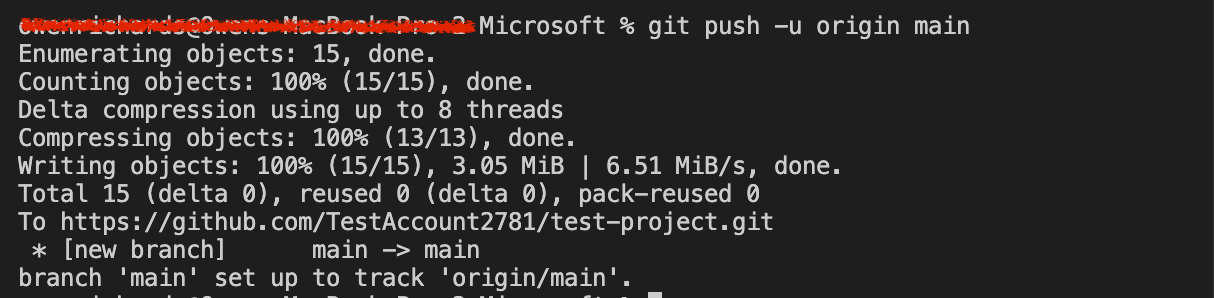 Microsoft % git push -u origin main
Enumerating objects: 15, done.
Counting objects: 100% (15/15), done.
Delta compression using up to 8 threads
Compressing objects: 100% (13/13), done.
Writing objects: 100% (15/15), 3.05 MiB | 6.51 MiB/s, done.
Total 15 (delta 0), reused 0 (delta 0), pack-reused 0
To https://github.com/TestAccount2781/test-project.git
 * [new branch]      main -> main
branch 'main' set up to track 'origin/main'.